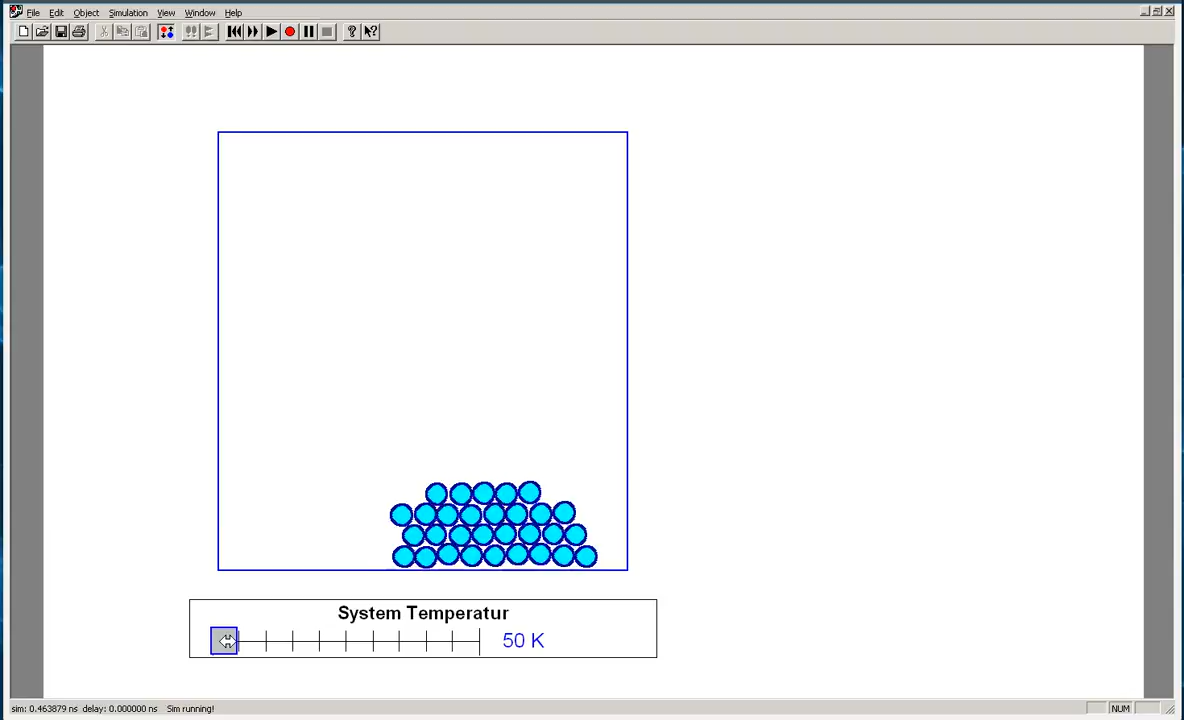 File Edit Object Simulation View Window Help
System Temperatur
50 K
sim: 0.463879 ns delay: 0.000000 ns Sim running! NUM